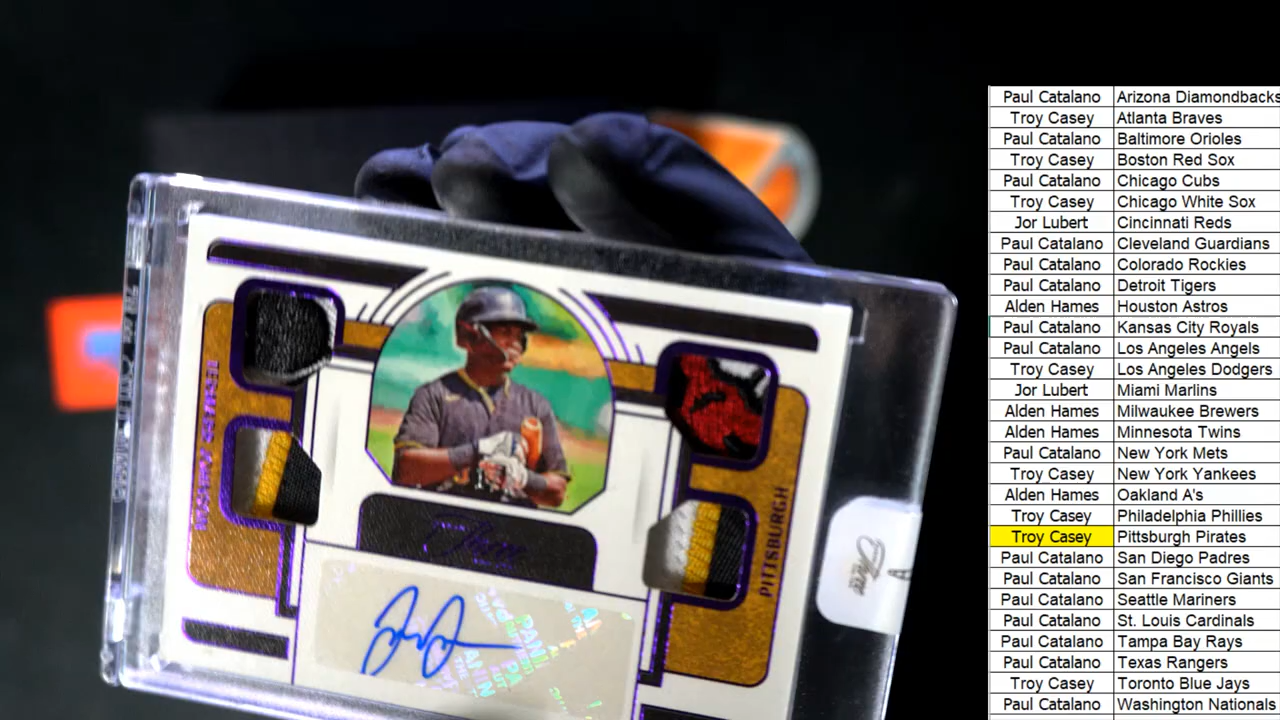 Paul Catalano Arizona Diamondbacks
Troy Casey Atlanta Braves
Paul Catalano Baltimore Orioles
Troy Casey Boston Red Sox
Paul Catalano Chicago Cubs
Troy Casey Chicago White Sox
Jor Lubert Cincinnati Reds
Paul Catalano Cleveland Guardians
Paul Catalano Colorado Rockies
Paul Catalano Detroit Tigers
Alden Hames Houston Astros
Paul Catalano Kansas City Royals
Paul Catalano Los Angeles Angels
Troy Casey Los Angeles Dodgers
Jor Lubert Miami Marlins
Alden Hames Milwaukee Brewers
Alden Hames Minnesota Twins
Paul Catalano New York Mets
Troy Casey New York Yankees
Alden Hames Oakland A's
Troy Casey Philadelphia Phillies
Troy Casey Pittsburgh Pirates
Paul Catalano San Diego Padres
Paul Catalano San Francisco Giants
Paul Catalano Seattle Mariners
Paul Catalano St. Louis Cardinals
Paul Catalano Tampa Bay Rays
Paul Catalano Texas Rangers
Troy Casey Toronto Blue Jays
Paul Catalano Washington Nationals
PITTSBURGH
Three
Three